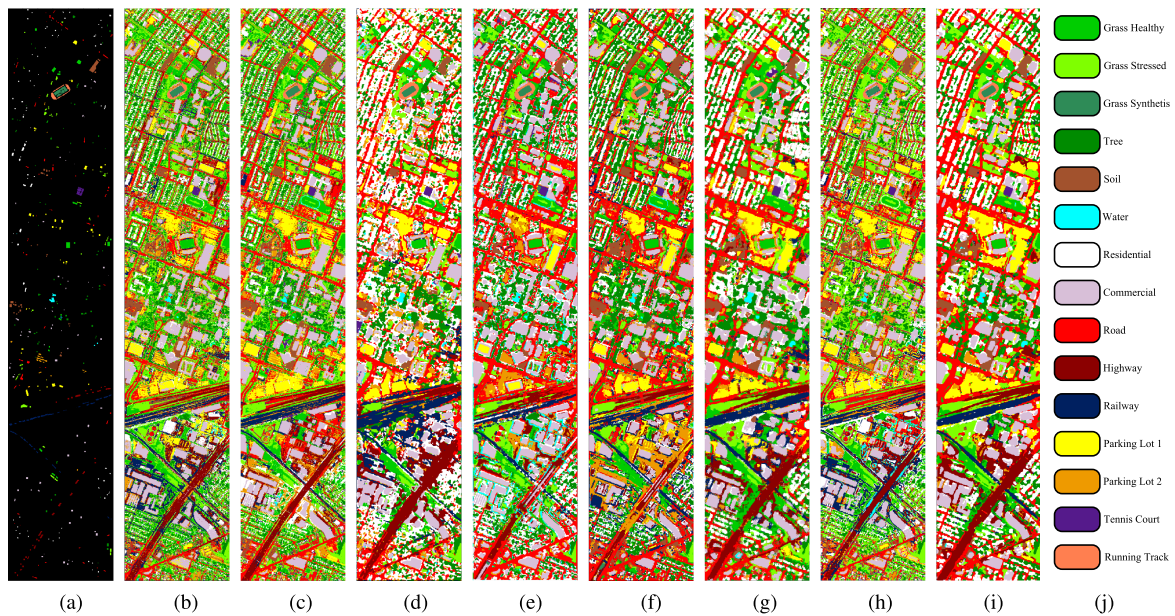 Grass Healthy
Grass Stressed
Grass Synthetis
Tree
Soil
Water
Residential
Commercial
Road
Highway
Railway
Parking Lot 1
Parking Lot 2
Tennis Court
Running Track
(a) (b) (c) (d) (e) (f) (g) (h) (i) (j)